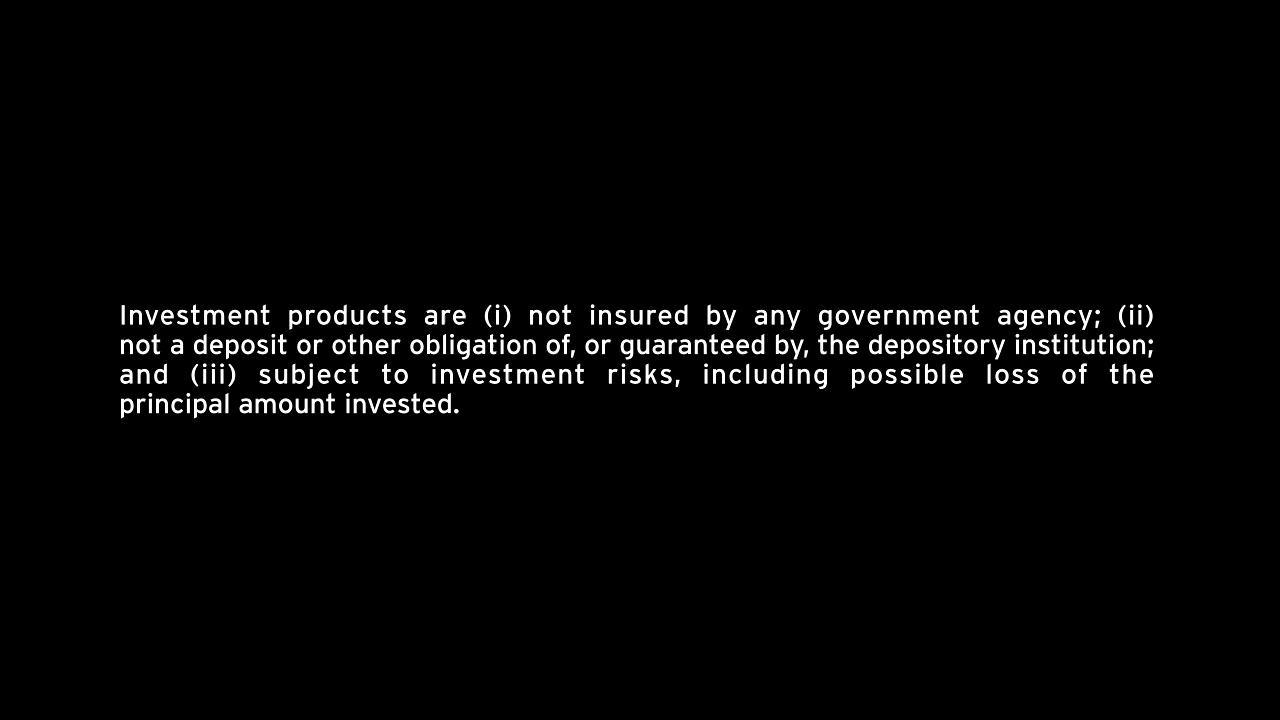 Investment products are (i) not insured by any government agency; (ii)
not a deposit or other obligation of, or guaranteed by, the depository institution;
and (iii) subject to investment risks, including possible loss of the
principal amount invested.